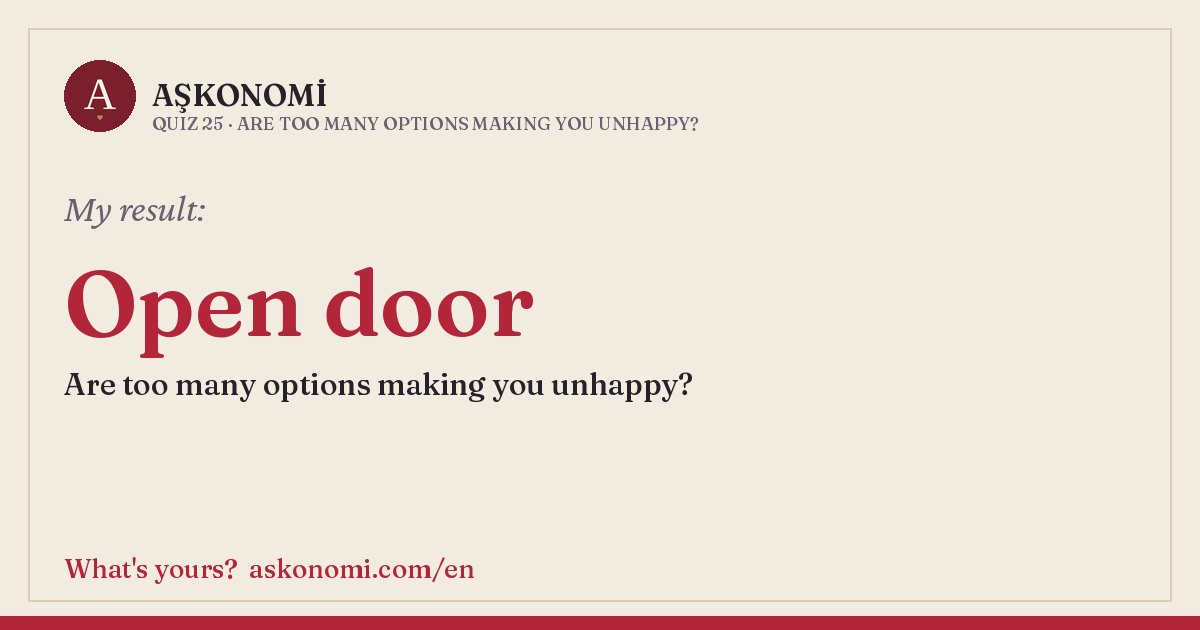 A
AŞKONOMİ
QUIZ 25 · ARE TOO MANY OPTIONS MAKING YOU UNHAPPY?
My result:
Open door
Are too many options making you unhappy?
What's yours? askonomi.com/en